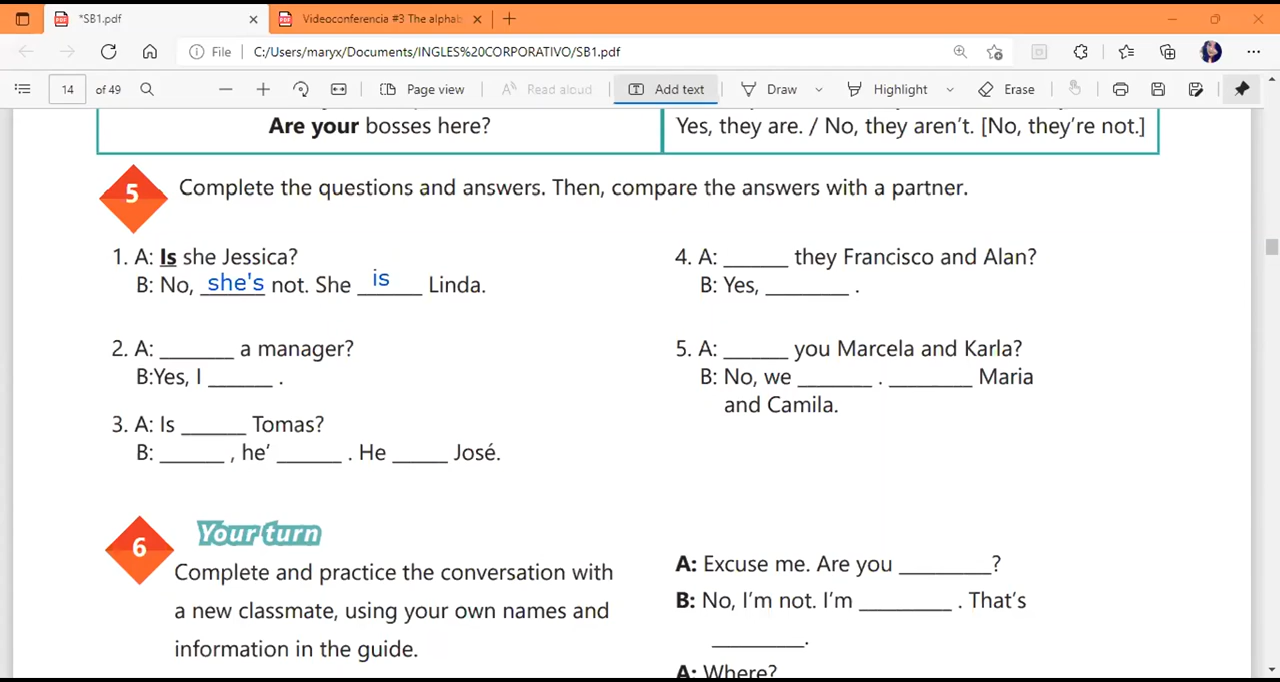 *SB1.pdf
Videoconferencia #3 The alphab
File C:/Users/maryx/Documents/INGLES%20CORPORATIVO/SB1.pdf
14 of 49 Page view Read aloud Add text Draw Highlight Erase
Are your bosses here?
Yes, they are. / No, they aren't. [No, they're not.]
5 Complete the questions and answers. Then, compare the answers with a partner.
1. A: Is she Jessica?
B: No, she's not. She is Linda.
2. A: _______ a manager?
B:Yes, I ______ .
3. A: Is ______ Tomas?
B: ______ , he' ______ . He _____ José.
4. A: ______ they Francisco and Alan?
B: Yes, ________ .
5. A: ______ you Marcela and Karla?
B: No, we _______ . ________ Maria
and Camila.
6 Your turn
Complete and practice the conversation with
a new classmate, using your own names and
information in the guide.
A: Excuse me. Are you _________?
B: No, I'm not. I'm _________ . That's
_________.
A: Where?